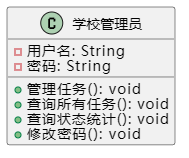 C 学校管理员
用户名: String
密码: String
管理任务(): void
查询所有任务(): void
查询状态统计(): void
修改密码(): void